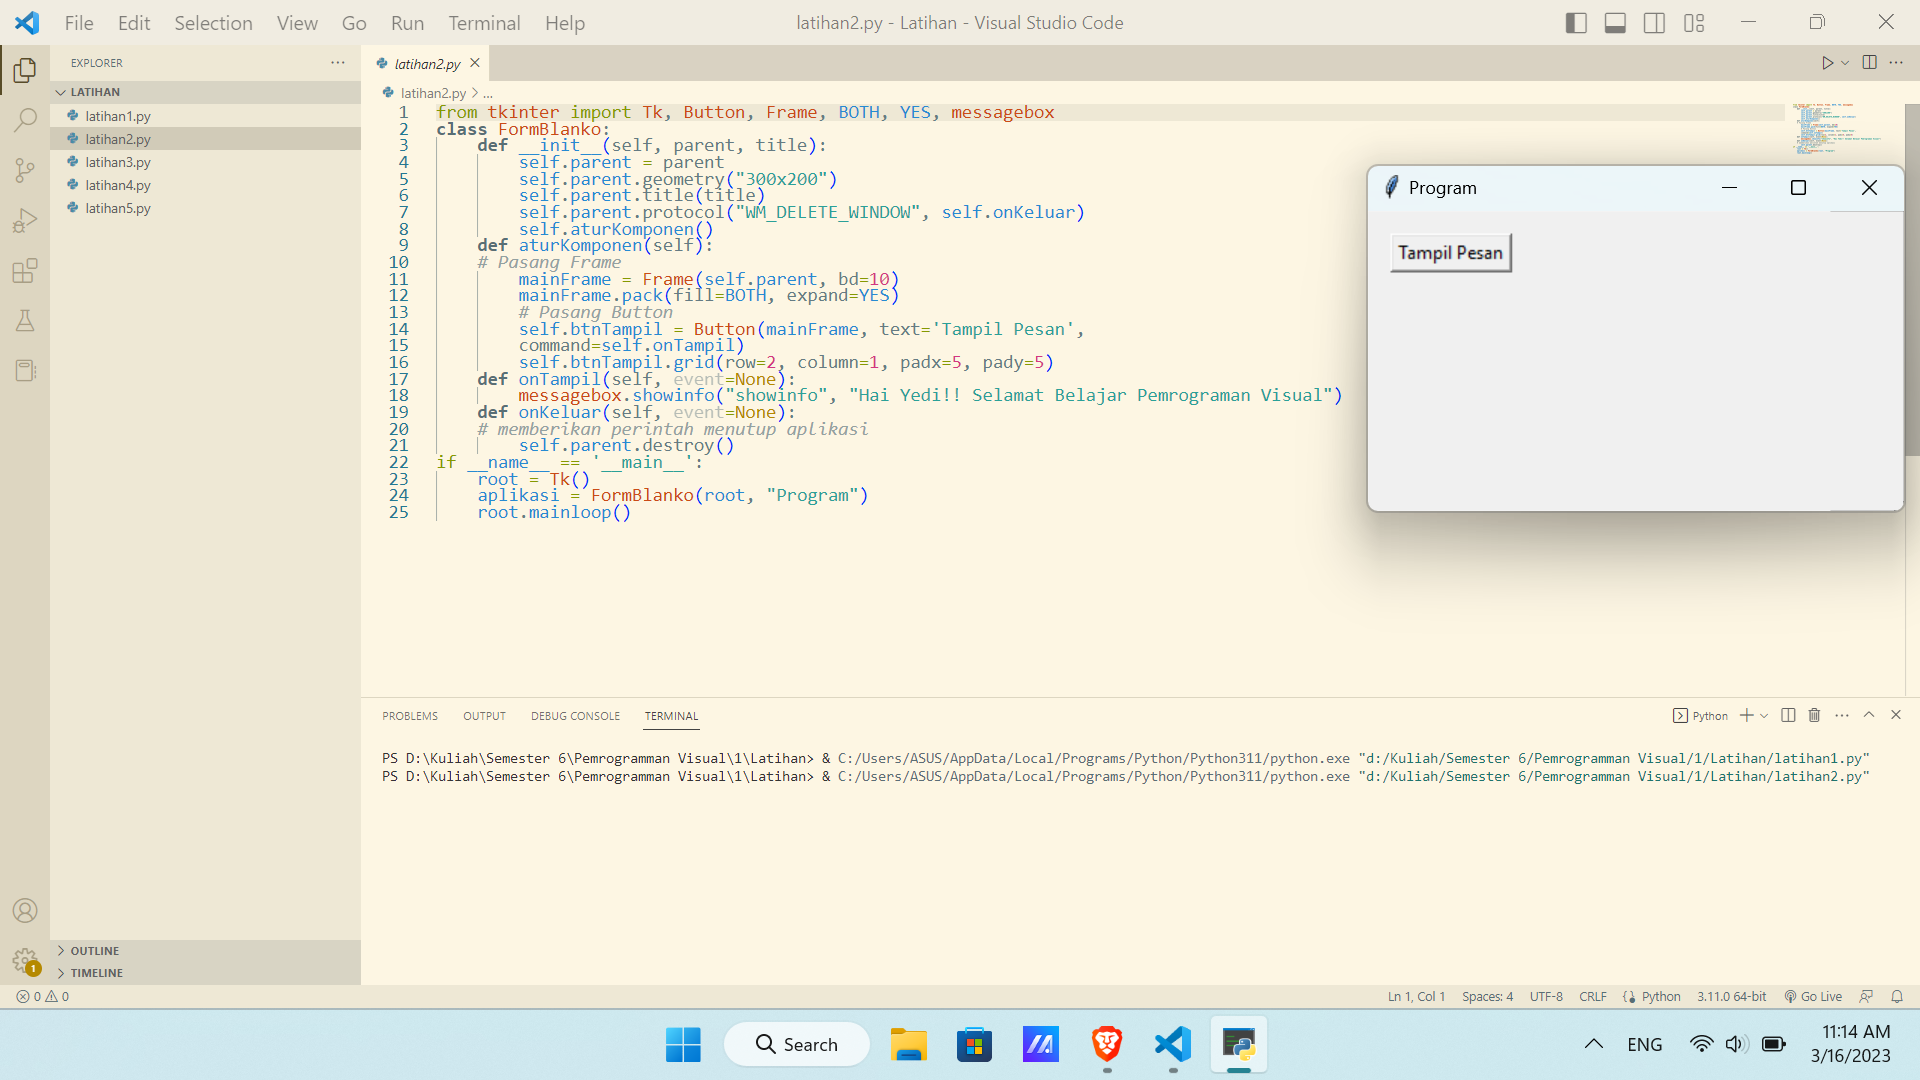 File Edit Selection View Go Run Terminal Help
latihan2.py - Latihan - Visual Studio Code
EXPLORER
LATIHAN
latihan1.py
latihan2.py
latihan3.py
latihan4.py
latihan5.py
OUTLINE
TIMELINE
latihan2.py
latihan2.py > ...
1 from tkinter import Tk, Button, Frame, BOTH, YES, messagebox
2 class FormBlanko:
3     def __init__(self, parent, title):
4         self.parent = parent
5         self.parent.geometry("300x200")
6         self.parent.title(title)
7         self.parent.protocol("WM_DELETE_WINDOW", self.onKeluar)
8         self.aturKomponen()
9     def aturKomponen(self):
10     # Pasang Frame
11         mainFrame = Frame(self.parent, bd=10)
12         mainFrame.pack(fill=BOTH, expand=YES)
13         # Pasang Button
14         self.btnTampil = Button(mainFrame, text='Tampil Pesan',
15         command=self.onTampil)
16         self.btnTampil.grid(row=2, column=1, padx=5, pady=5)
17     def onTampil(self, event=None):
18         messagebox.showinfo("showinfo", "Hai Yedi!! Selamat Belajar Pemrograman Visual")
19     def onKeluar(self, event=None):
20     # memberikan perintah menutup aplikasi
21         self.parent.destroy()
22 if __name__ == '__main__':
23     root = Tk()
24     aplikasi = FormBlanko(root, "Program")
25     root.mainloop()
Program
Tampil Pesan
PROBLEMS OUTPUT DEBUG CONSOLE TERMINAL
Python
PS D:\Kuliah\Semester 6\Pemrogramman Visual\1\Latihan> & C:/Users/ASUS/AppData/Local/Programs/Python/Python311/python.exe "d:/Kuliah/Semester 6/Pemrogramman Visual/1/Latihan/latihan1.py"
PS D:\Kuliah\Semester 6\Pemrogramman Visual\1\Latihan> & C:/Users/ASUS/AppData/Local/Programs/Python/Python311/python.exe "d:/Kuliah/Semester 6/Pemrogramman Visual/1/Latihan/latihan2.py"
1
0 0
Ln 1, Col 1 Spaces: 4 UTF-8 CRLF Python 3.11.0 64-bit Go Live
Search
ENG
11:14 AM
3/16/2023